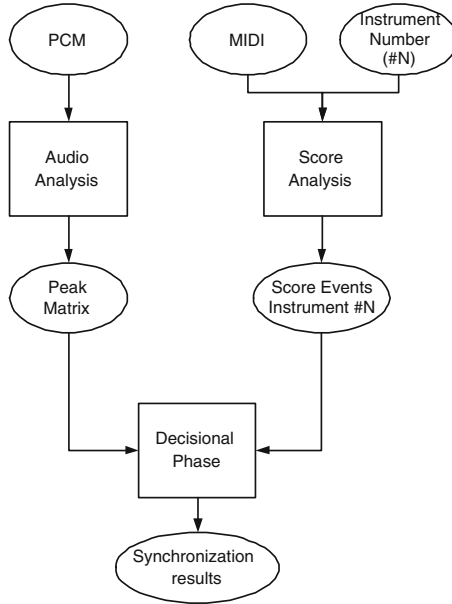 PCM
MIDI
Instrument
Number
(#N)
Audio
Analysis
Score
Analysis
Peak
Matrix
Score Events
Instrument #N
Decisional
Phase
Synchronization
results